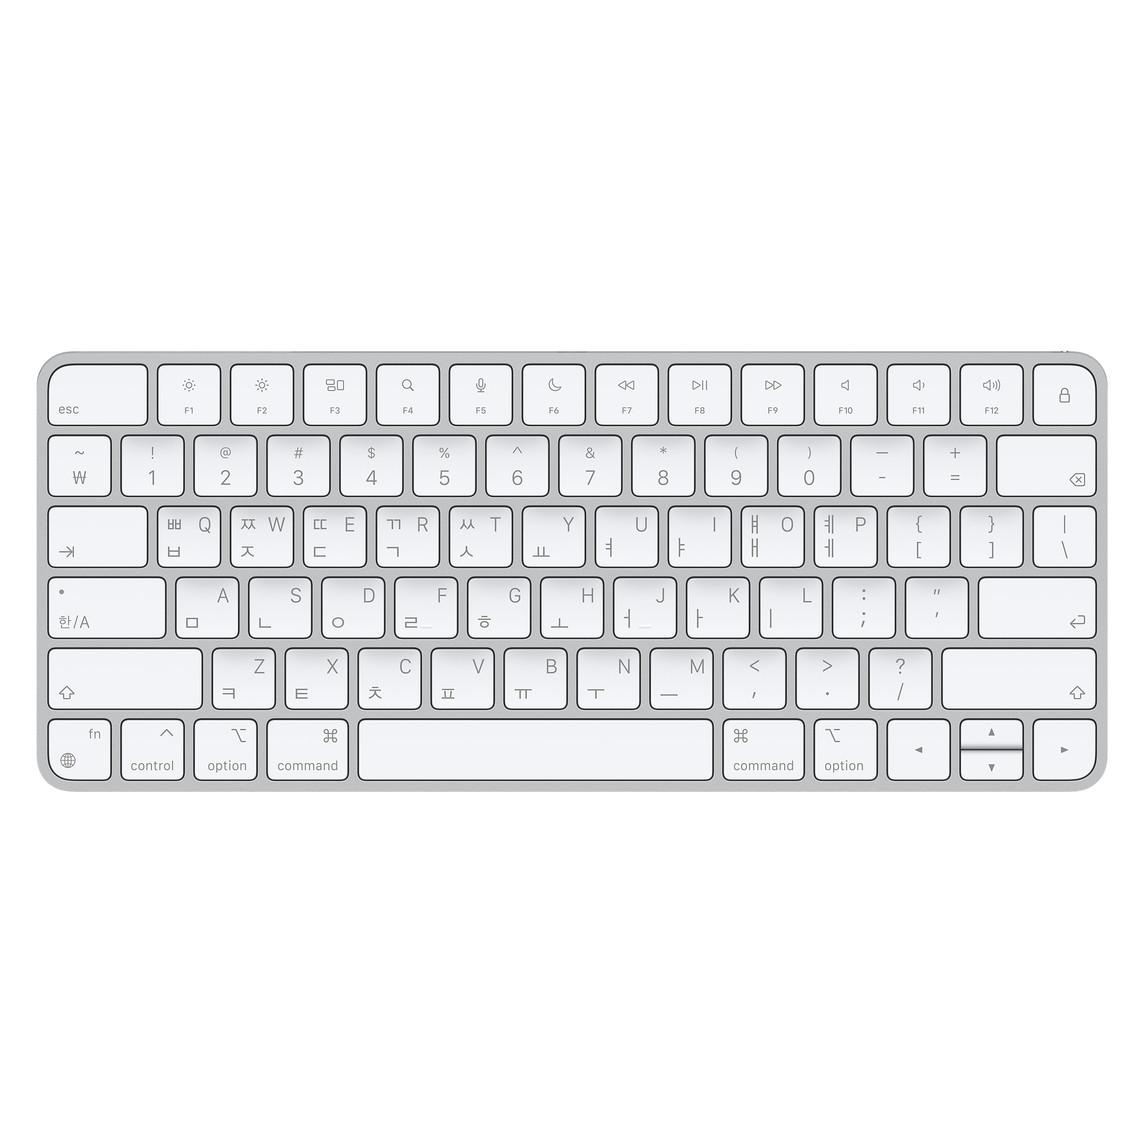 esc F1 F2 F3 F4 F5 F6 F7 F8 F9 F10 F11 F12
~ ! @ # $ % ^ & * ( ) — +
₩ 1 2 3 4 5 6 7 8 9 0 - =
ㅃ Q ㅉ W ㄸ E ㄲ R ㅆ T Y U I ㅒ O ㅖ P { } |
ㅂ ㅈ ㄷ ㄱ ㅅ ㅛ ㅕ ㅑ ㅐ ㅔ [ ] \
A S D F G H J K L : "
한/A ㅁ ㄴ ㅇ ㄹ ㅎ ㅗ ㅓ ㅏ ㅣ ; '
Z X C V B N M < > ?
ㅋ ㅌ ㅊ ㅍ ㅠ ㅜ ㅡ , . /
fn
control option command command option